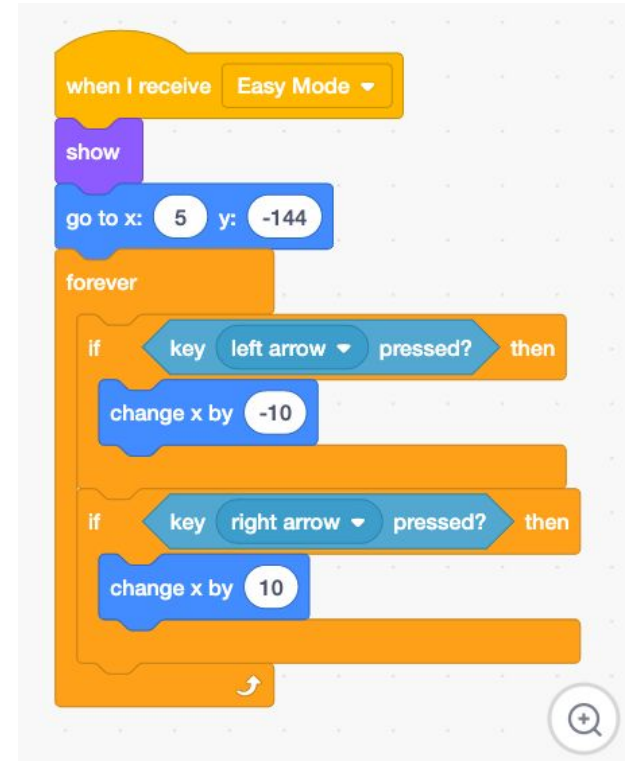 when I receive Easy Mode
show
go to x: 5 y: -144
forever
if key left arrow pressed? then
change x by -10
if key right arrow pressed? then
change x by 10